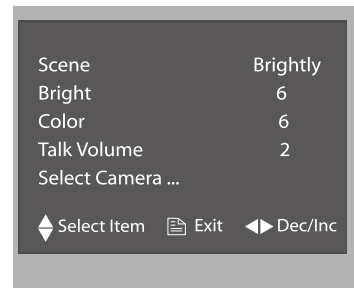 Scene Brightly
Bright 6
Color 6
Talk Volume 2
Select Camera ...
Select Item Exit Dec/Inc